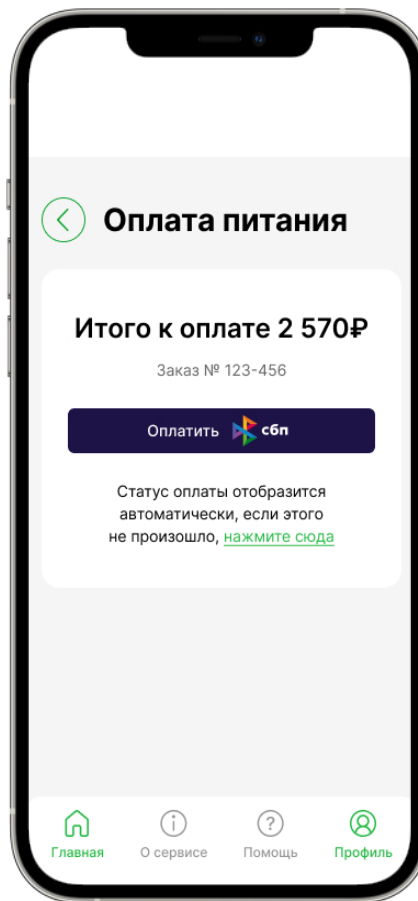 Оплата питания
Итого к оплате 2 570₽
Заказ № 123-456
Оплатить сбп
Статус оплаты отобразится
автоматически, если этого
не произошло, нажмите сюда
Главная О сервисе Помощь Профиль